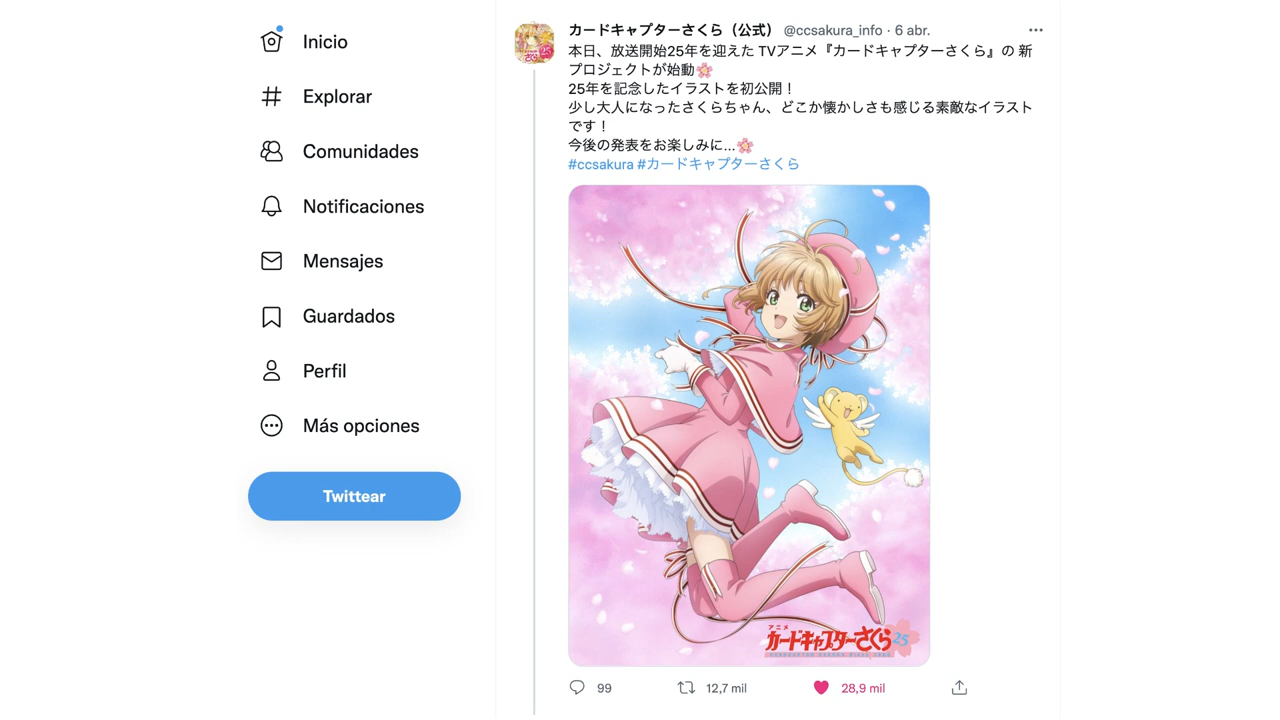 Inicio
Explorar
Comunidades
Notificaciones
Mensajes
Guardados
Perfil
Más opciones
Twittear
カードキャプターさくら（公式） @ccsakura_info · 6 abr.
本日、放送開始25年を迎えた TVアニメ『カードキャプターさくら』の 新
プロジェクトが始動🌸
25年を記念したイラストを初公開！
少し大人になったさくらちゃん、どこか懐かしさも感じる素敵なイラスト
です！
今後の発表をお楽しみに...🌸
#ccsakura #カードキャプターさくら
アニメ
カードキャプターさくら 25
99 12,7 mil 28,9 mil